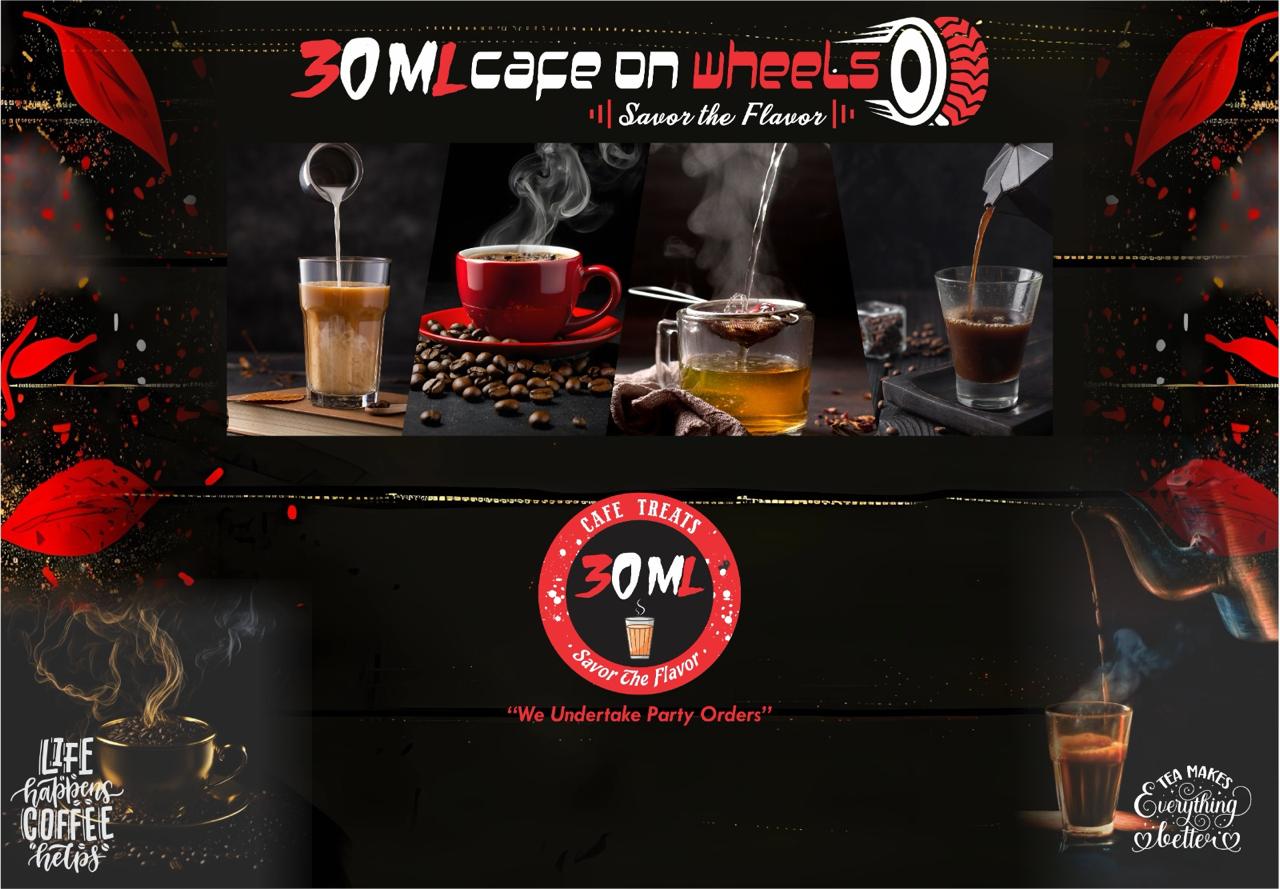 30 ML cafe on wheels
Savor the Flavor
CAFE TREATS
30 ML
Savor The Flavor
“We Undertake Party Orders”
LIFE
happens
COFFEE
helps
TEA MAKES
Everything
better